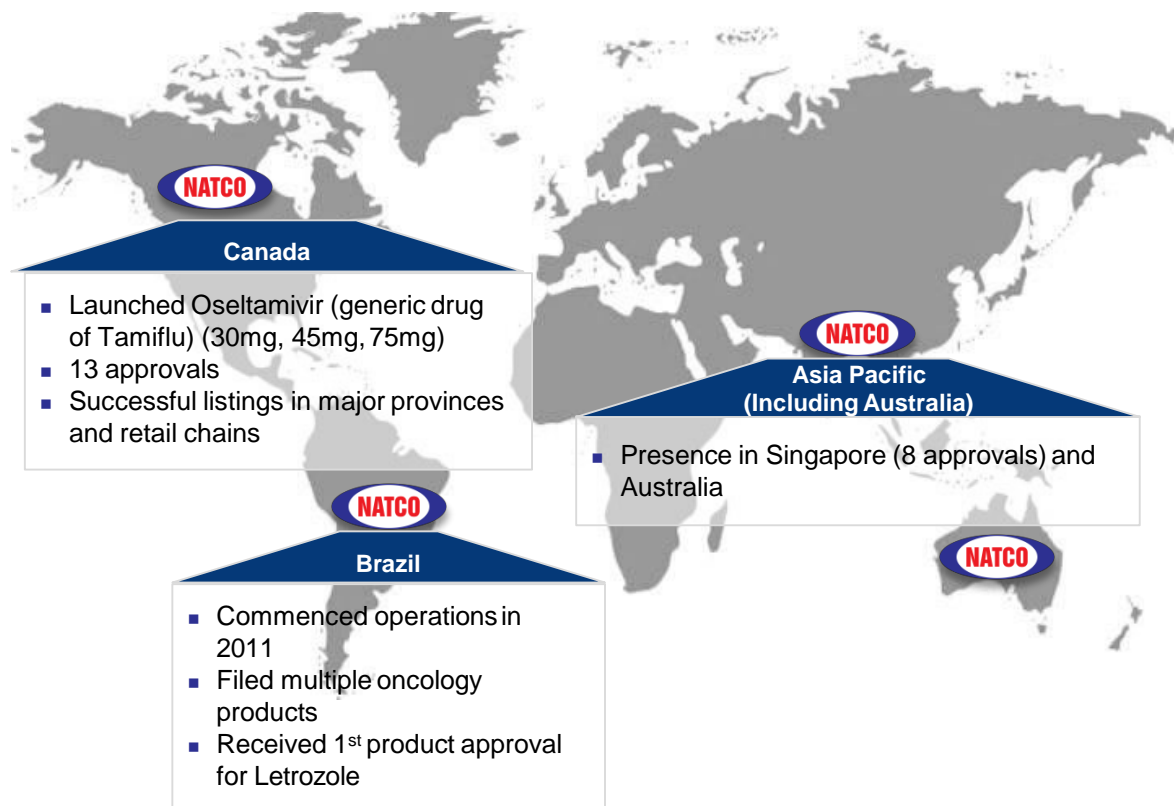 NATCO
Canada
■ Launched Oseltamivir (generic drug
of Tamiflu) (30mg, 45mg, 75mg)
■ 13 approvals
■ Successful listings in major provinces
and retail chains
NATCO
Asia Pacific
(Including Australia)
■ Presence in Singapore (8 approvals) and
Australia
NATCO
Brazil
■ Commenced operations in
2011
■ Filed multiple oncology
products
■ Received 1st product approval
for Letrozole
NATCO